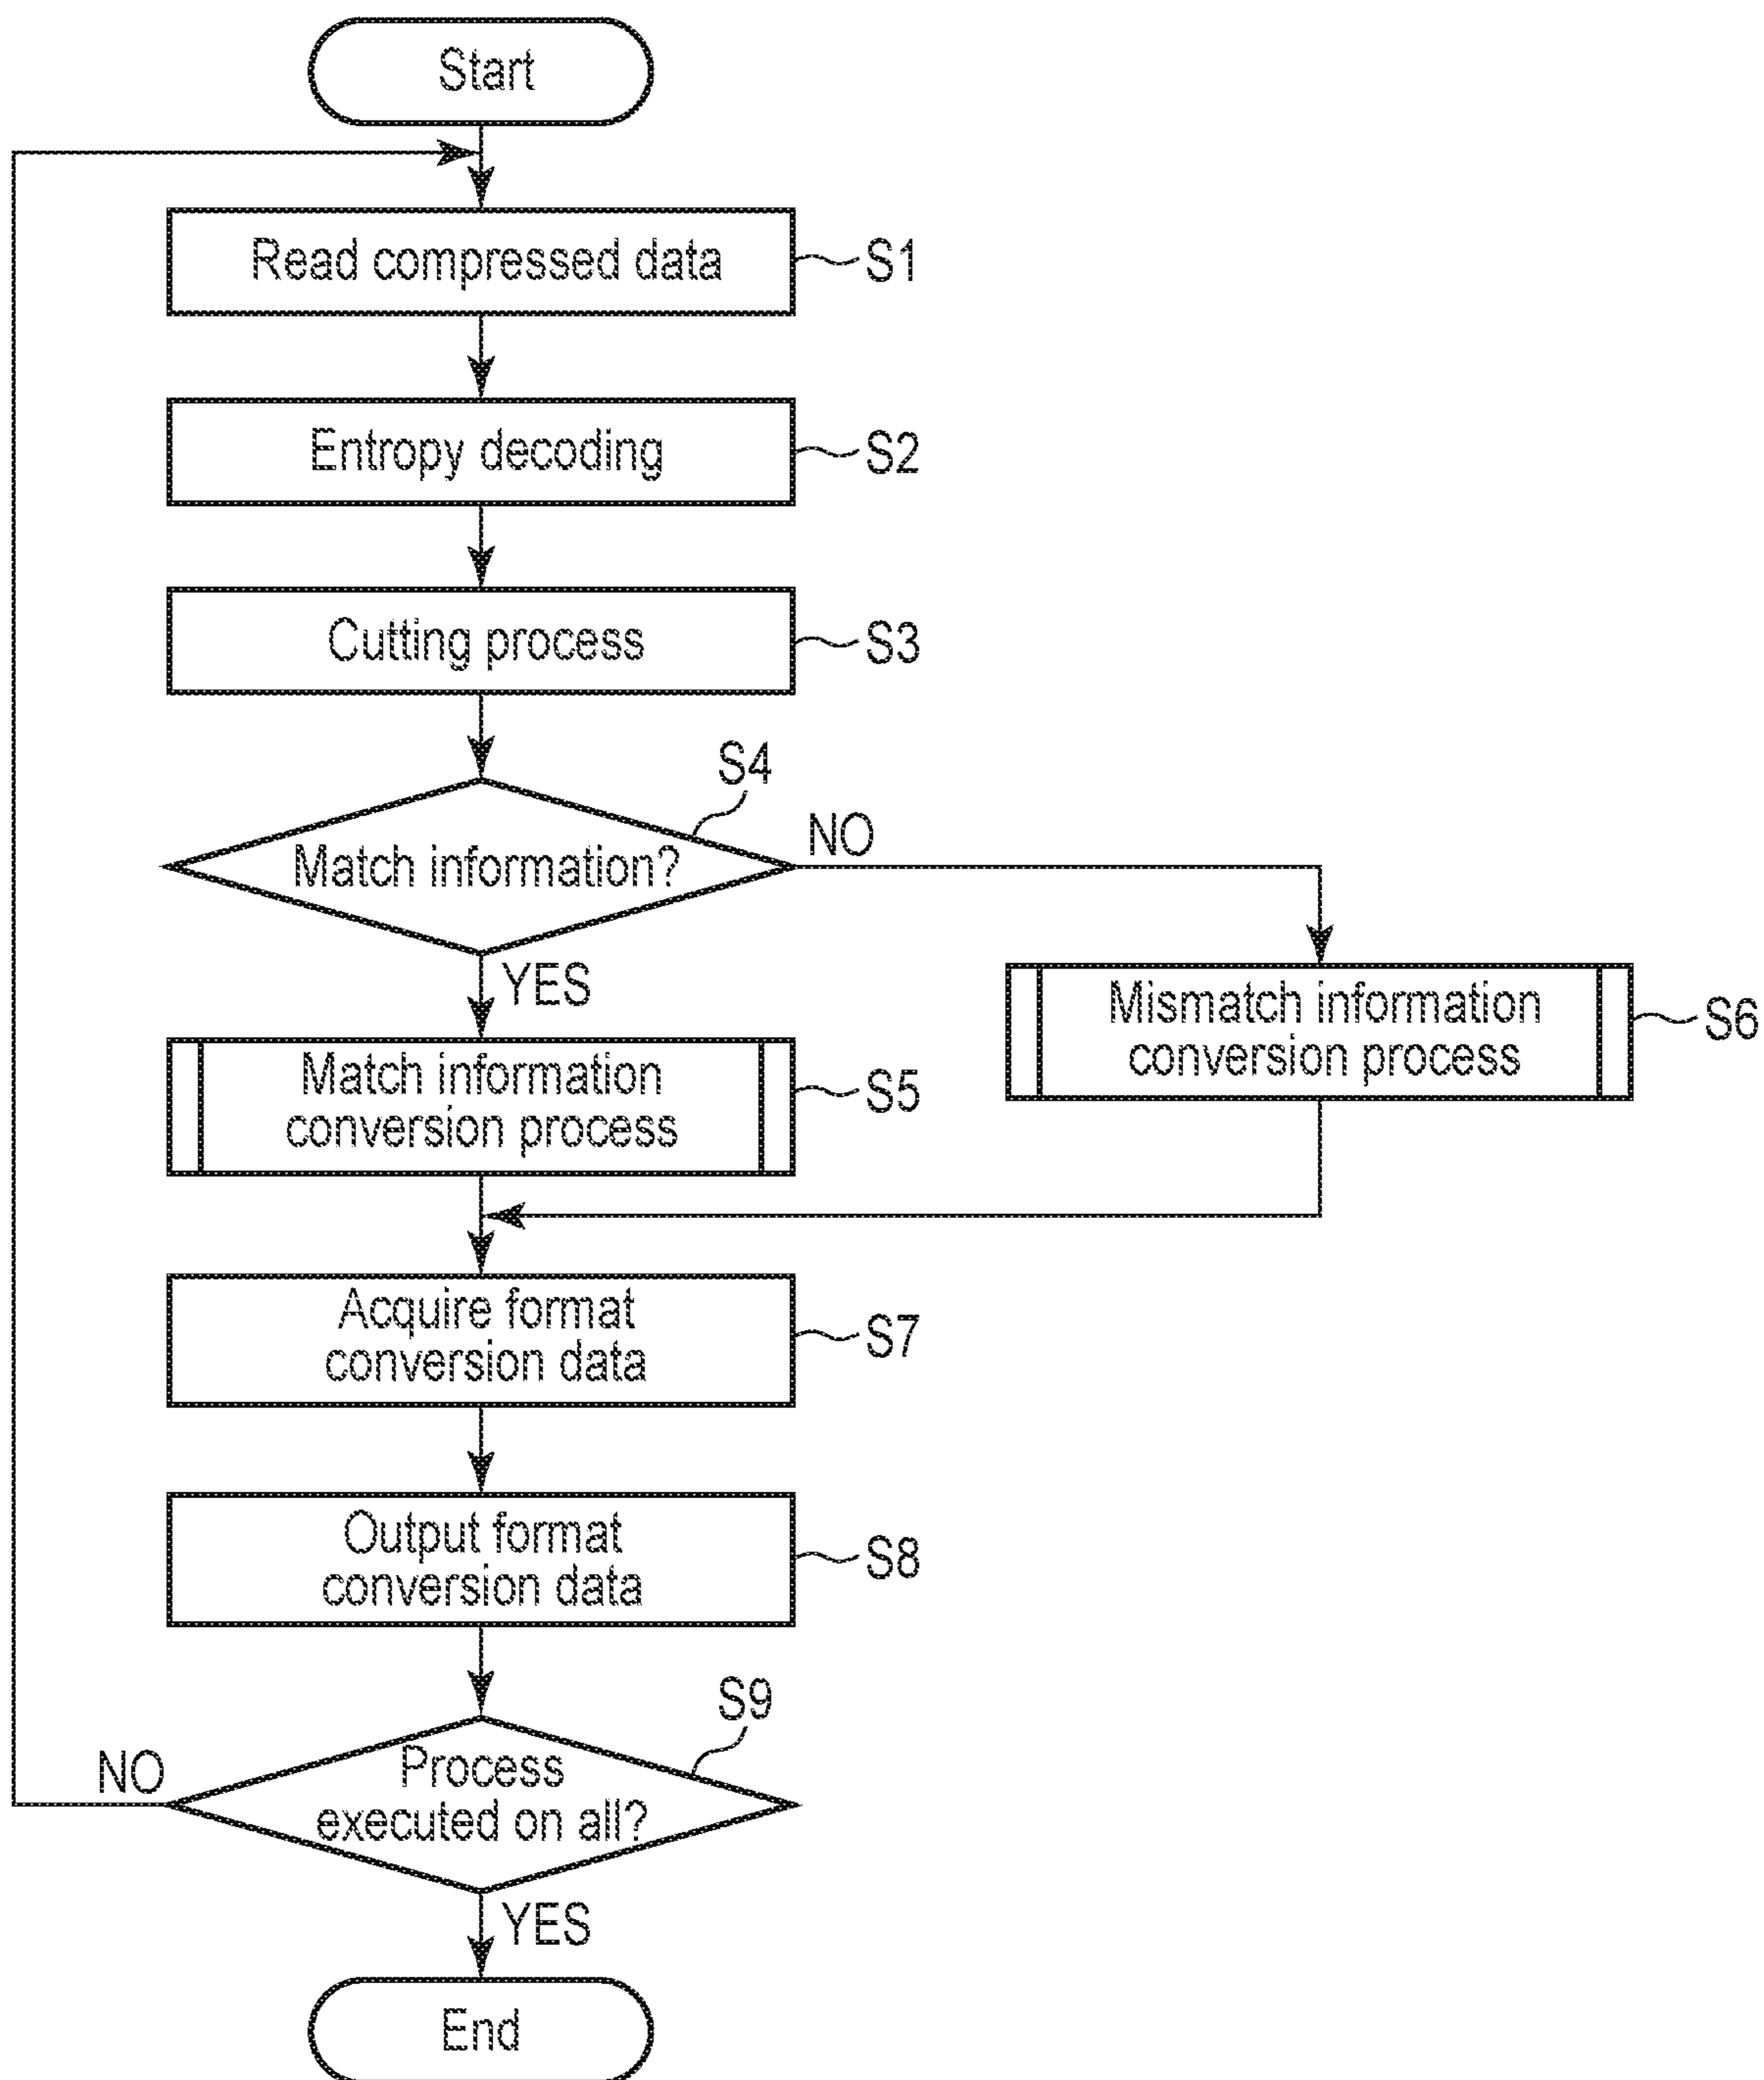 Start
Read compressed data
S1
Entropy decoding
S2
Cutting process
S3
S4
Match information?
NO
YES
Mismatch information
conversion process
S6
Match information
conversion process
S5
Acquire format
conversion data
S7
Output format
conversion data
S8
S9
Process
executed on all?
NO
YES
End